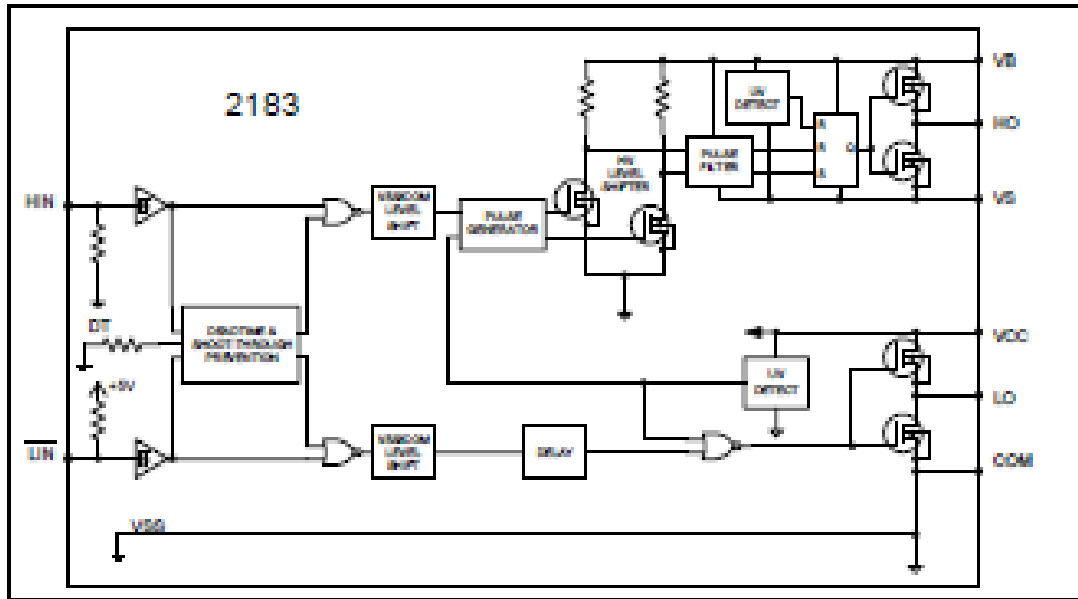 2183
VB
UV
DETECT
HO
R
R
S
Q
PULSE
FILTER
HV
LEVEL
SHIFTER
VS
HIN
VSS/COM
LEVEL
SHIFT
PULSE
GENERATOR
DT
DEADTIME &
SHOOT-THROUGH
PREVENTION
+5V
VCC
UV
DETECT
LO
LIN
VSS/COM
LEVEL
SHIFT
DELAY
COM
VSS